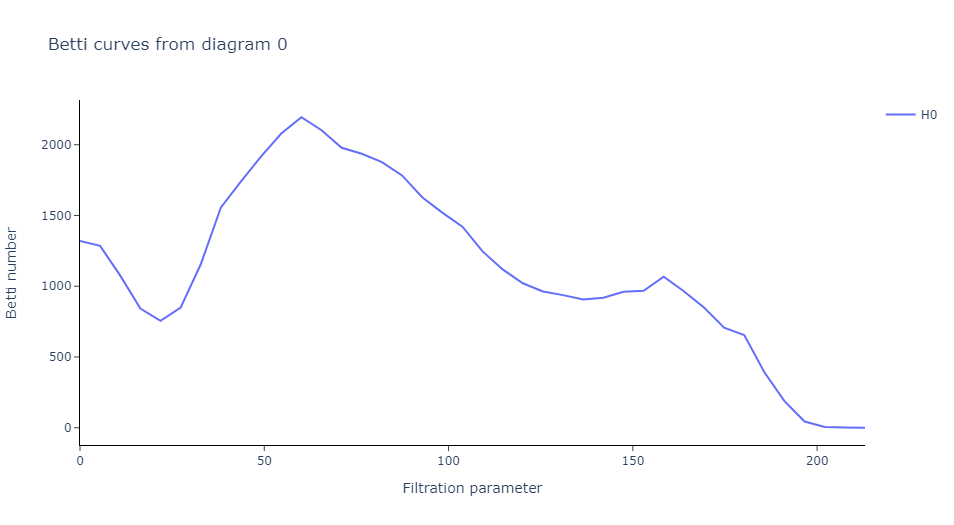 Betti curves from diagram 0
H0
2000
1500
1000
500
0
Betti number
0 50 100 150 200
Filtration parameter